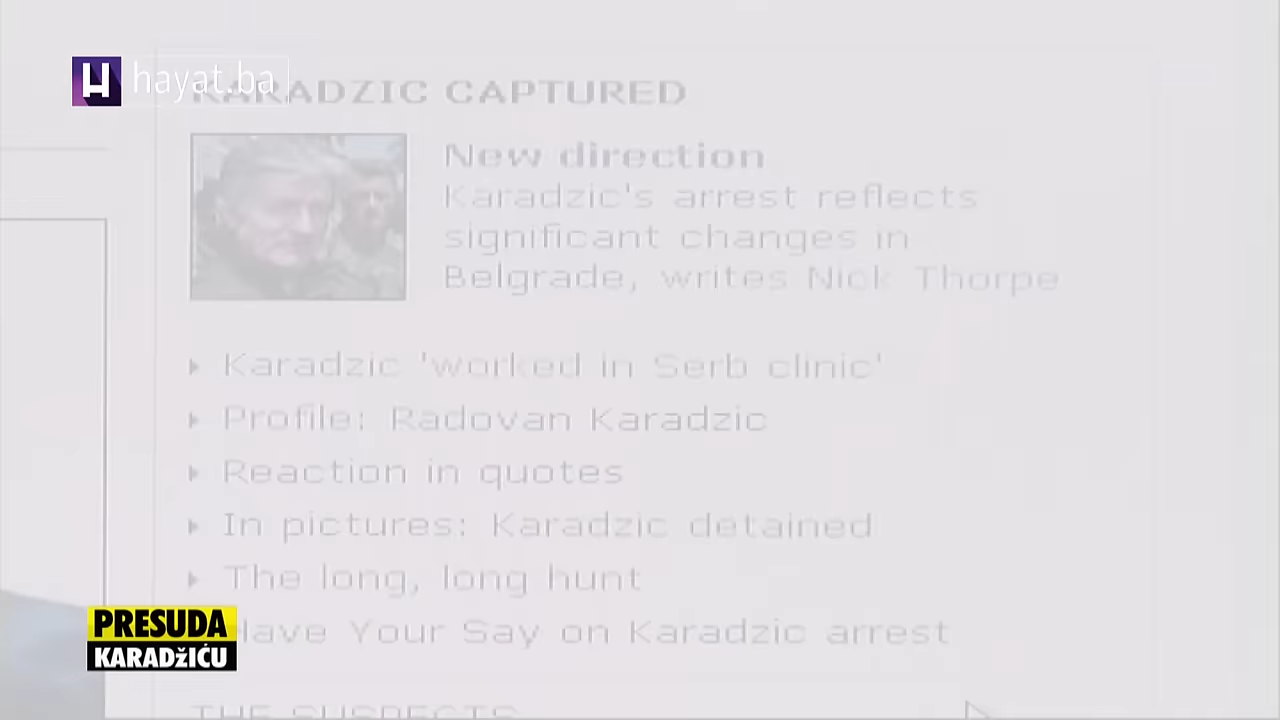 hayat.ba
KARADZIC CAPTURED
New direction
Karadzic's arrest reflects
significant changes in
Belgrade, writes Nick Thorpe
Karadzic 'worked in Serb clinic'
Profile: Radovan Karadzic
Reaction in quotes
In pictures: Karadzic detained
The long, long hunt
Have Your Say on Karadzic arrest
PRESUDA
KARADŽIĆU
THE SUSPECTS